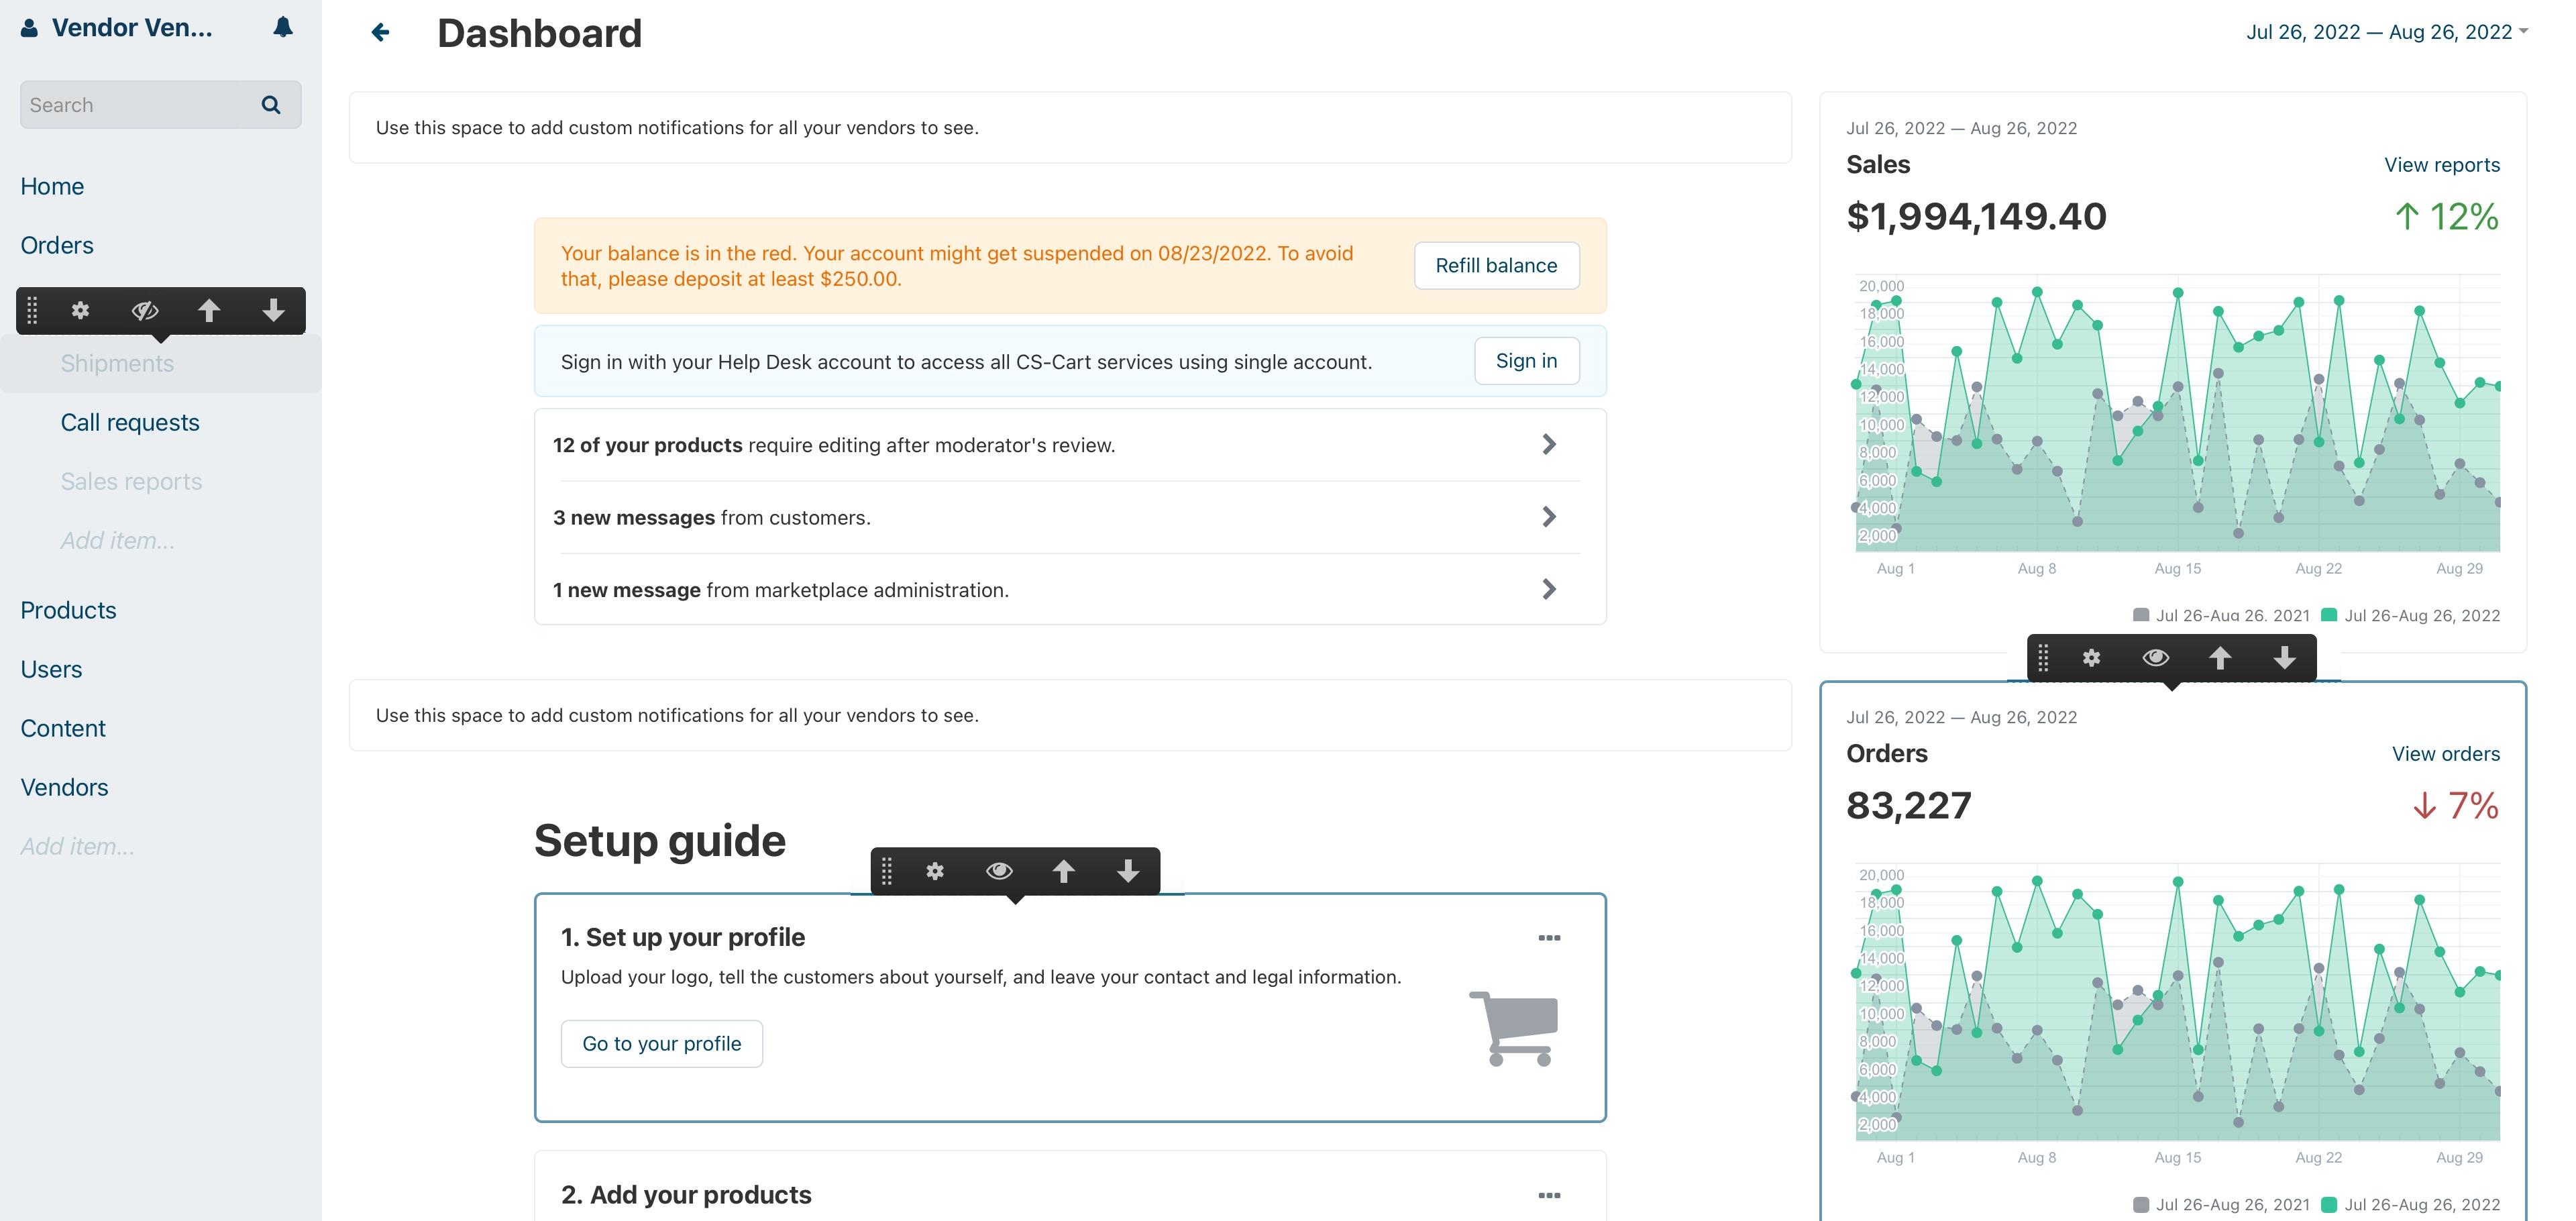 Vendor Ven...
Search
Home
Orders
Shipments
Call requests
Sales reports
Add item...
Products
Users
Content
Vendors
Add item...
Dashboard
Jul 26, 2022 — Aug 26, 2022
Use this space to add custom notifications for all your vendors to see.
Your balance is in the red. Your account might get suspended on 08/23/2022. To avoid
that, please deposit at least $250.00.
Refill balance
Sign in with your Help Desk account to access all CS-Cart services using single account.
Sign in
12 of your products require editing after moderator's review.
3 new messages from customers.
1 new message from marketplace administration.
Use this space to add custom notifications for all your vendors to see.
Setup guide
1. Set up your profile
Upload your logo, tell the customers about yourself, and leave your contact and legal information.
Go to your profile
2. Add your products
Jul 26, 2022 — Aug 26, 2022
Sales
View reports
$1,994,149.40
12%
20,000
18,000
16,000
14,000
12,000
10,000
8,000
6,000
4,000
2,000
Aug 1 Aug 8 Aug 15 Aug 22 Aug 29
Jul 26-Aug 26, 2021 Jul 26-Aug 26, 2022
Jul 26, 2022 — Aug 26, 2022
Orders
View orders
83,227
7%
20,000
18,000
16,000
14,000
12,000
10,000
8,000
6,000
4,000
2,000
Aug 1 Aug 8 Aug 15 Aug 22 Aug 29
Jul 26-Aug 26, 2021 Jul 26-Aug 26, 2022